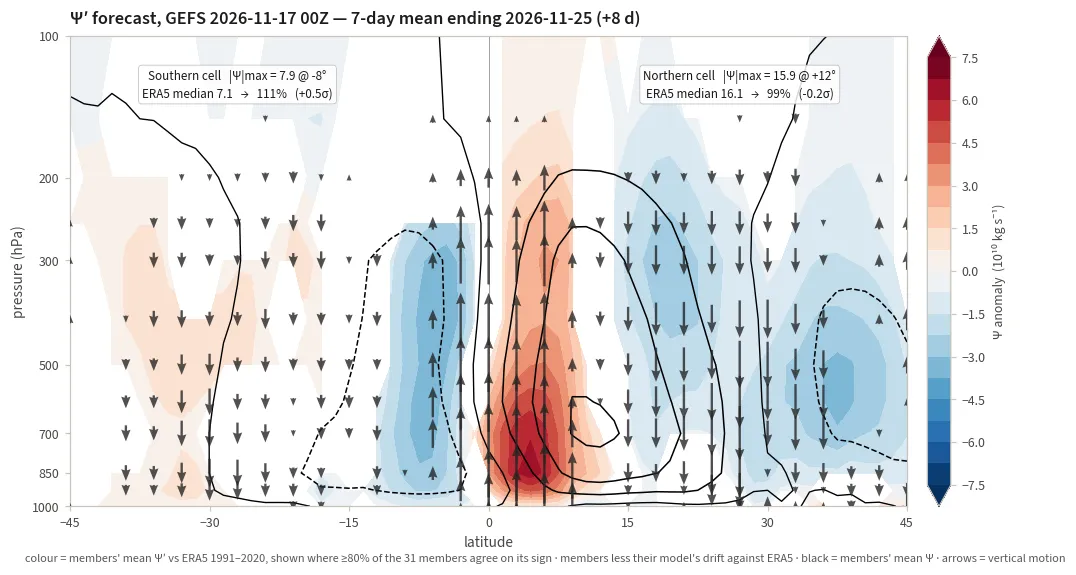 Ψ′ forecast, GEFS 2026-11-17 00Z — 7-day mean ending 2026-11-25 (+8 d)
Southern cell |Ψ|max = 7.9 @ -8°
ERA5 median 7.1 → 111% (+0.5σ)
Northern cell |Ψ|max = 15.9 @ +12°
ERA5 median 16.1 → 99% (-0.2σ)
pressure (hPa)
100
200
300
400
500
700
850
1000
−45
−30
−15
0
15
30
45
latitude
7.5
6.0
4.5
3.0
1.5
0.0
−1.5
−3.0
−4.5
−6.0
−7.5
Ψ anomaly (10¹⁰ kg s⁻¹)
colour = members' mean Ψ′ vs ERA5 1991–2020, shown where ≥80% of the 31 members agree on its sign · members less their model's drift against ERA5 · black = members' mean Ψ · arrows = vertical motion